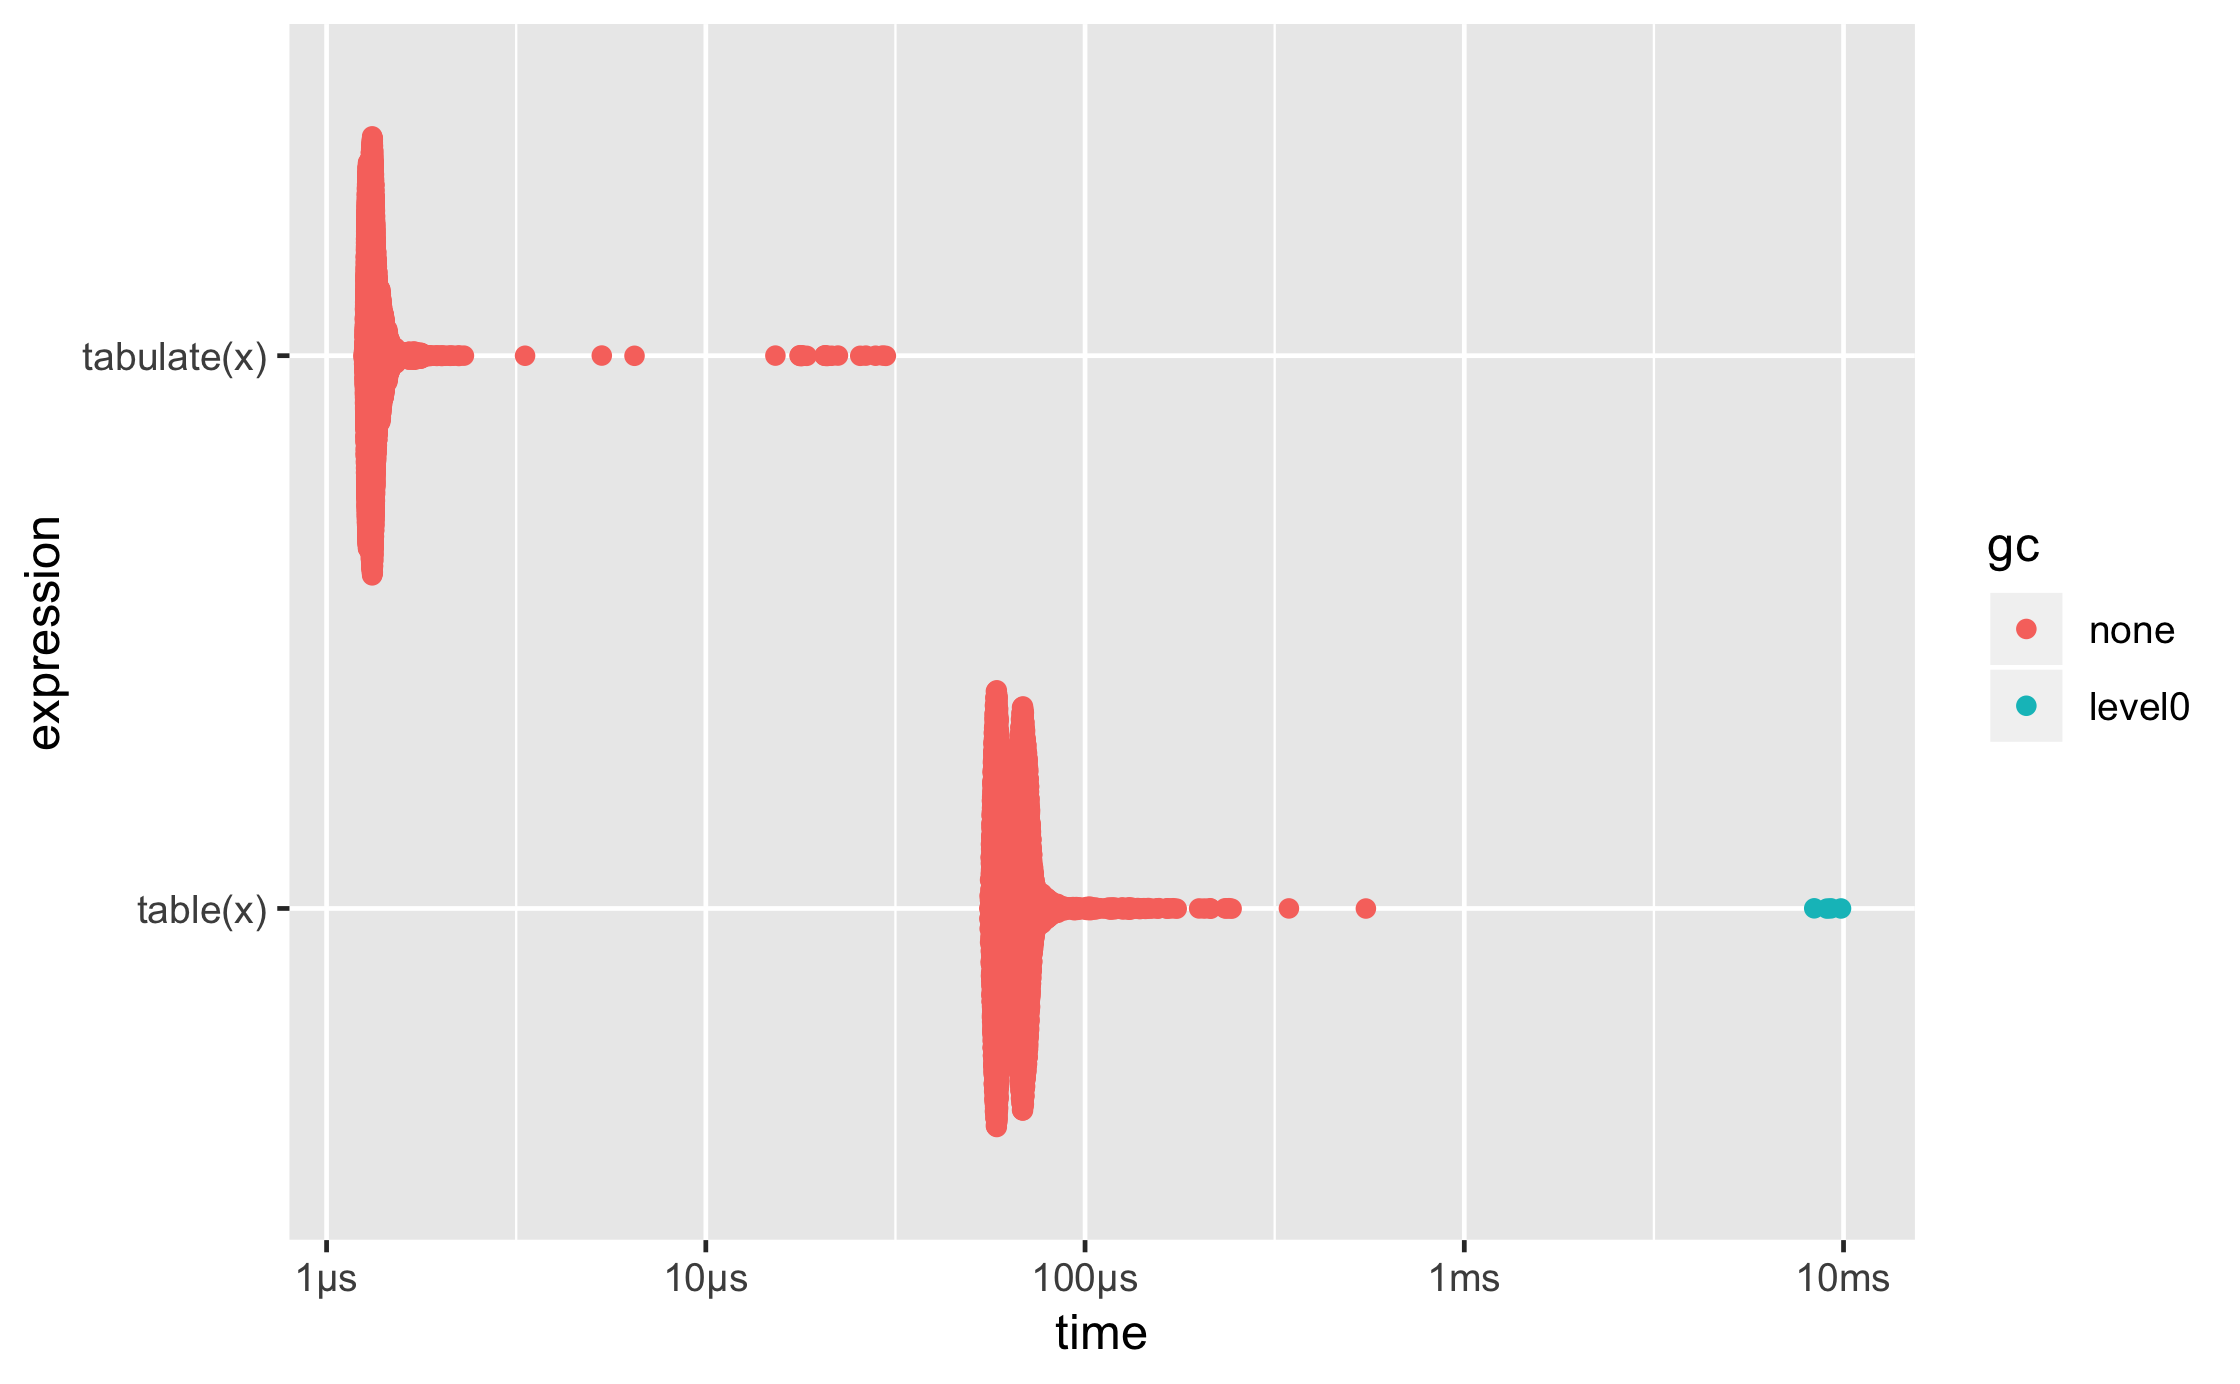 expression
tabulate(x)
table(x)
1µs
10µs
100µs
1ms
10ms
time
gc
none
level0